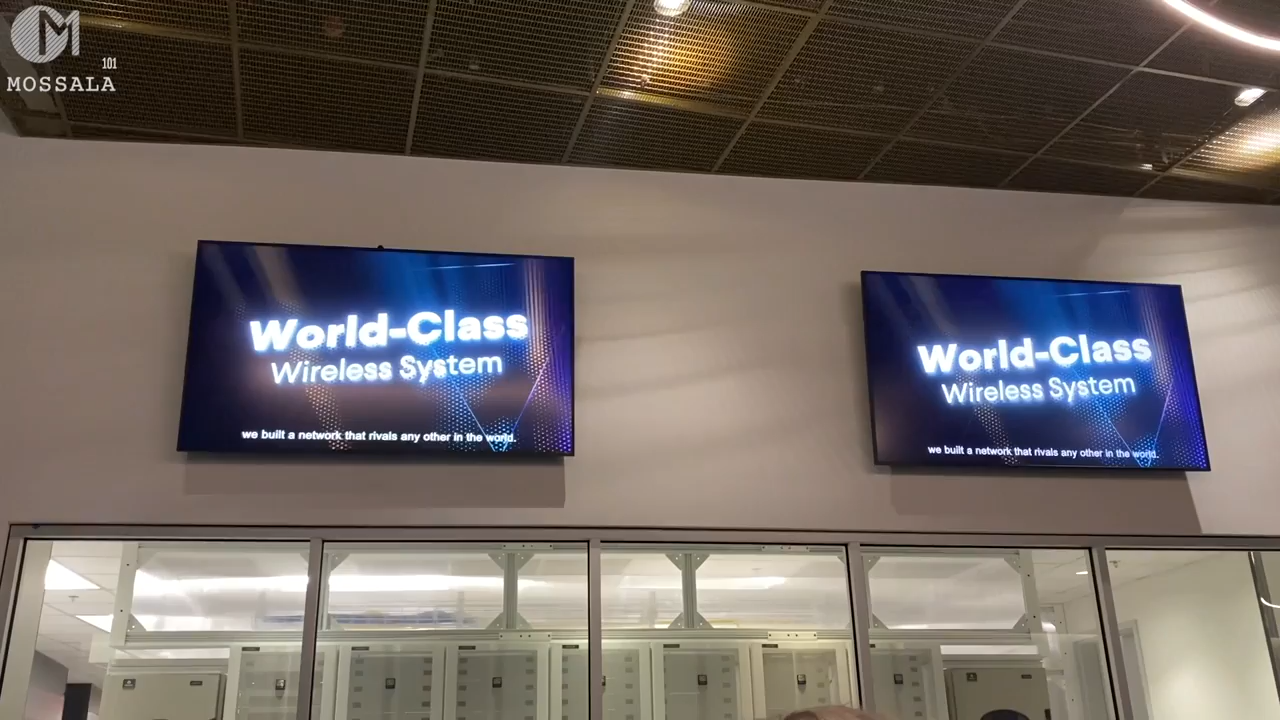 M
101
MOSSALA
World-Class
Wireless System
we built a network that rivals any other in the world.
World-Class
Wireless System
we built a network that rivals any other in the world.